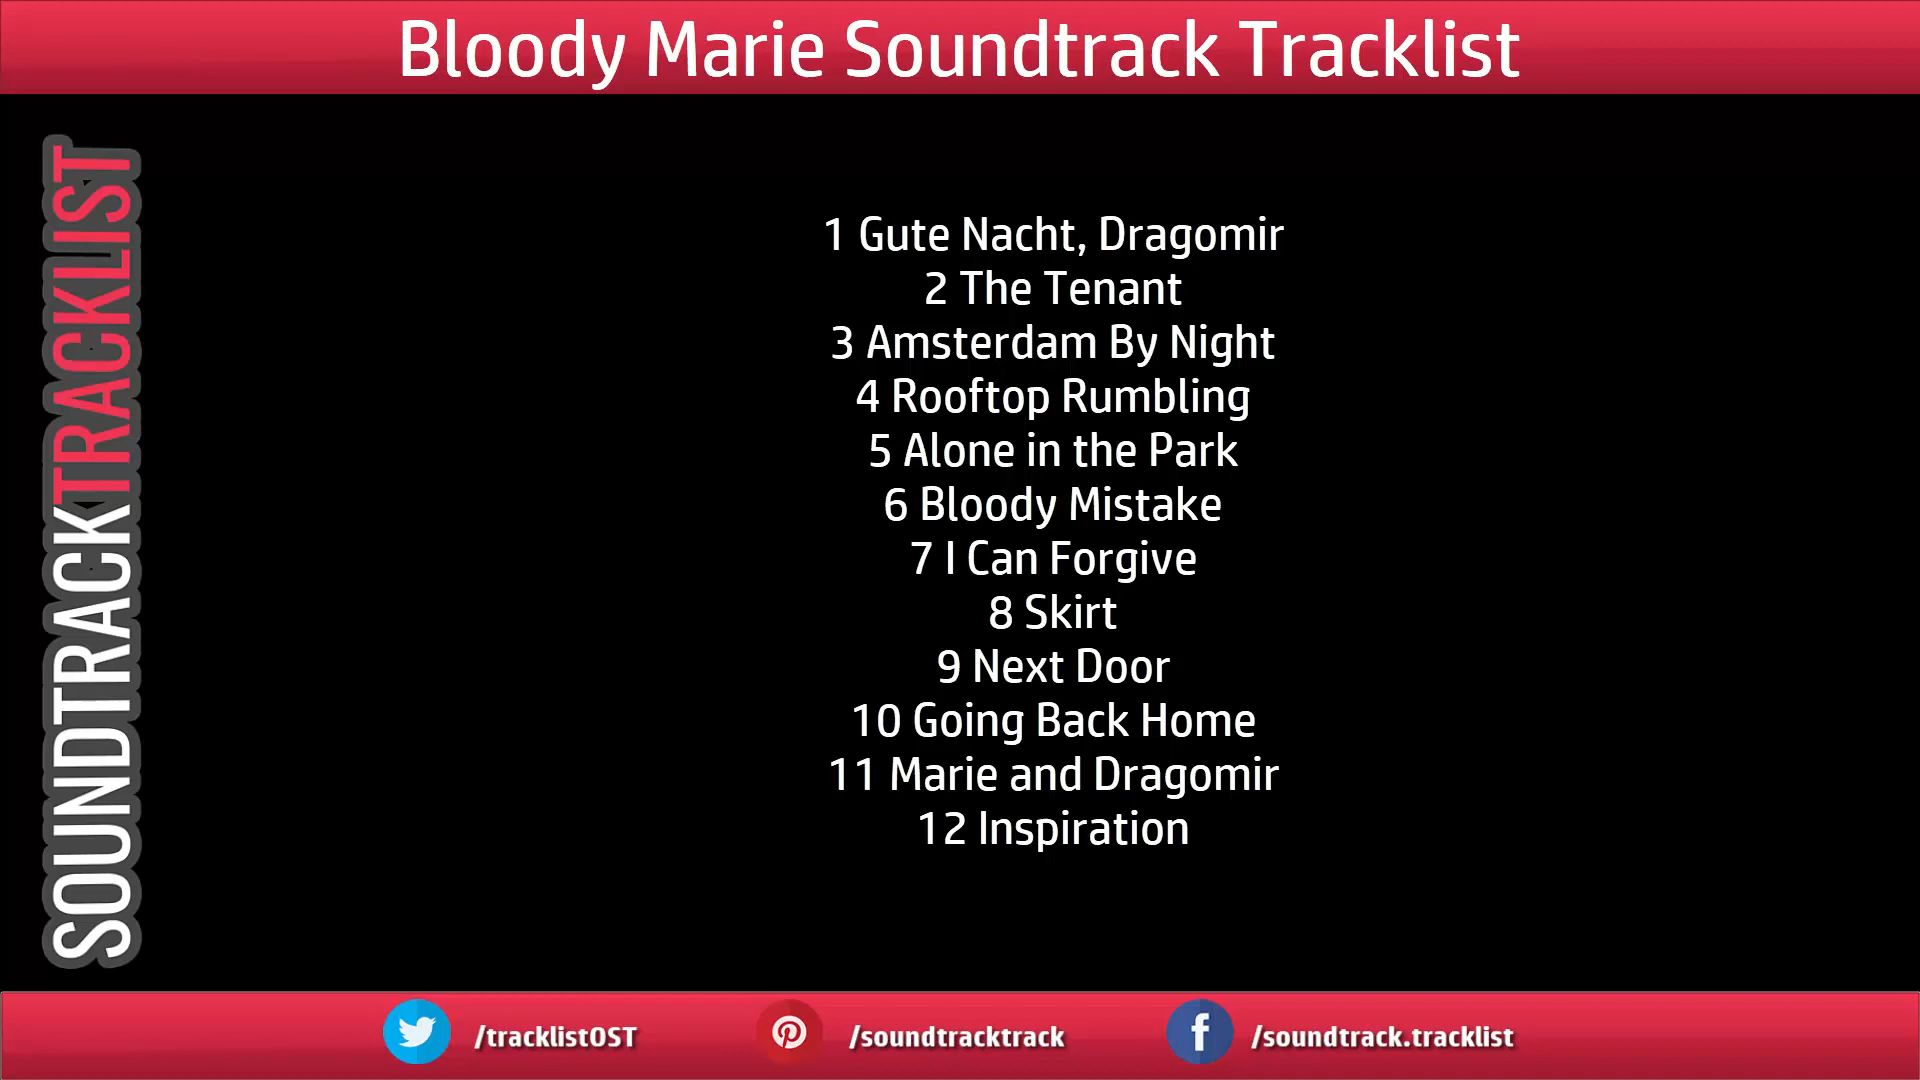 Bloody Marie Soundtrack Tracklist
SOUNDTRACKTRACKLIST
1 Gute Nacht, Dragomir
2 The Tenant
3 Amsterdam By Night
4 Rooftop Rumbling
5 Alone in the Park
6 Bloody Mistake
7 I Can Forgive
8 Skirt
9 Next Door
10 Going Back Home
11 Marie and Dragomir
12 Inspiration
/tracklistOST /soundtracktrack /soundtrack.tracklist